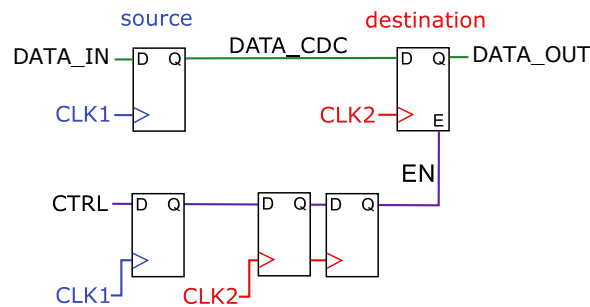 source destination
DATA_IN D Q DATA_CDC D Q DATA_OUT
CLK1 CLK2 E
EN
CTRL D Q D Q D Q
CLK1 CLK2